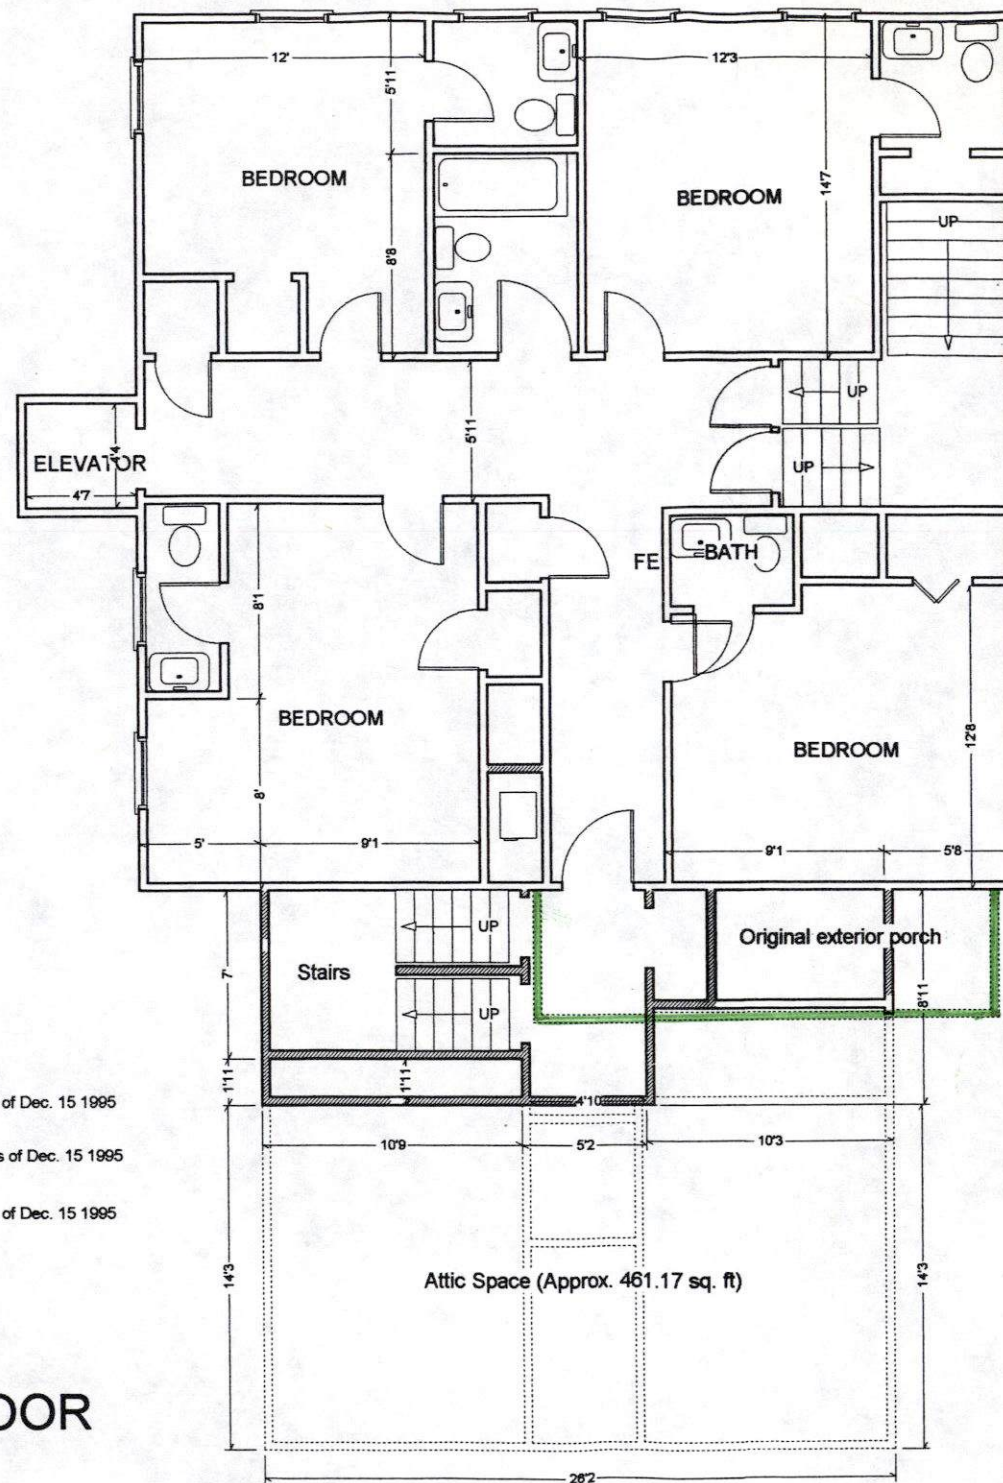 12'
5'11
12'3
14'7
BEDROOM
BEDROOM
UP
8'8
UP
5'11
ELEVATOR
4'4
4'7
UP
FE
BATH
8'1
BEDROOM
BEDROOM
12'8
8'
5'
9'1
9'1
5'8
UP
Original exterior porch
Stairs
7'
8'11
UP
1'11
1'11
of Dec. 15 1995
4'10
10'9
5'2
10'3
s of Dec. 15 1995
of Dec. 15 1995
14'3
Attic Space (Approx. 461.17 sq. ft)
14'3
OOR
26'2